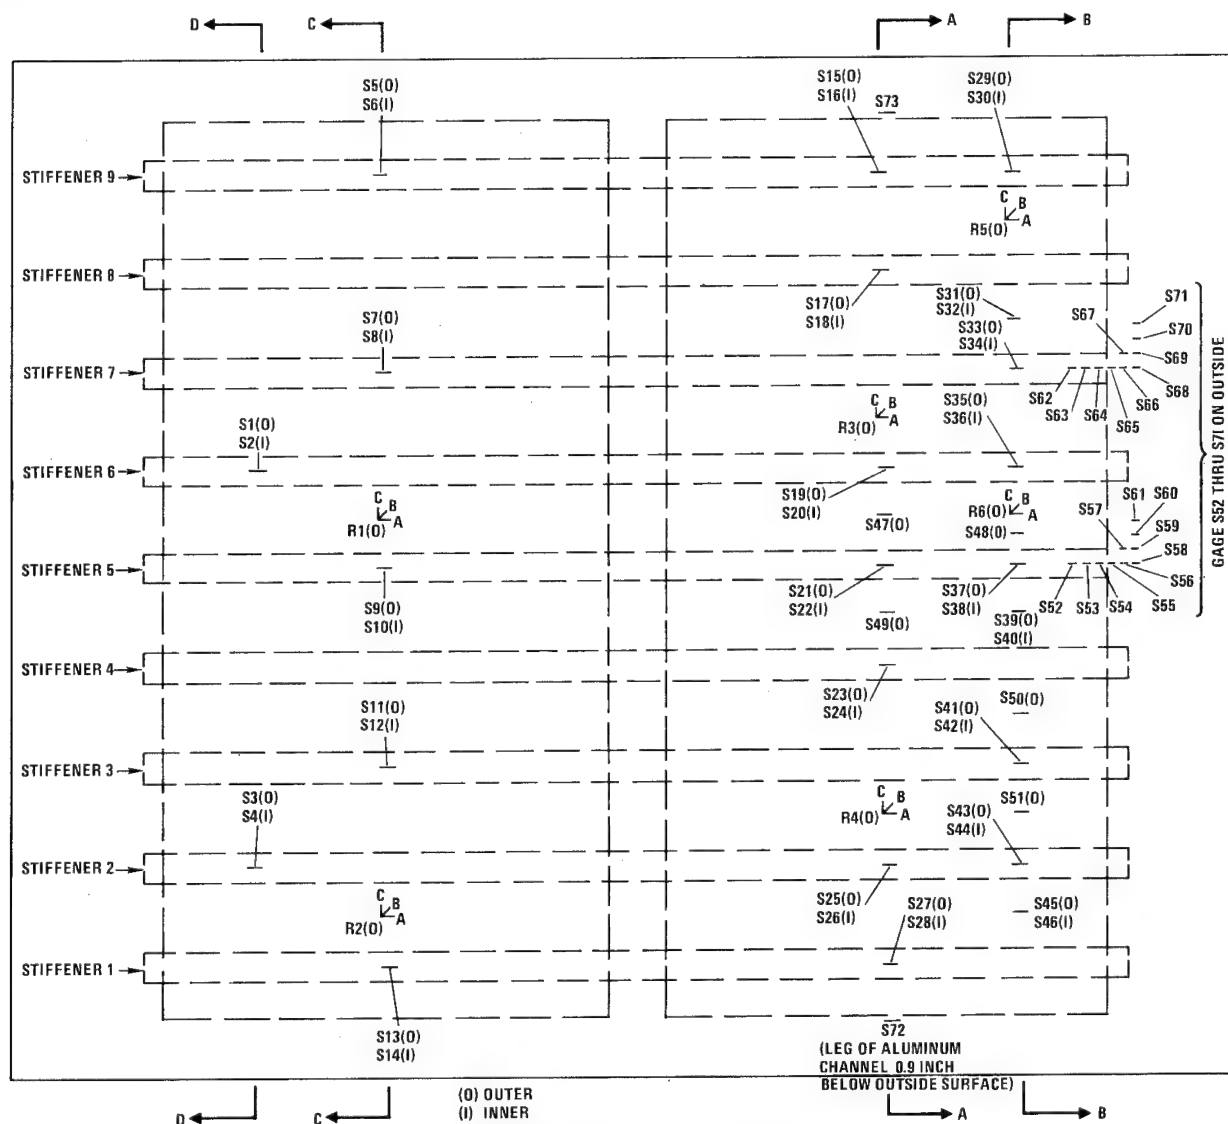 D
C
A
B
S5(O)
S6(I)
S15(O)
S16(I)
S73
S29(O)
S30(I)
STIFFENER 9
C
B
A
R5(O)
STIFFENER 8
S17(O)
S18(I)
S31(O)
S32(I)
S33(O)
S34(I)
S67
S71
S70
S69
S68
S7(O)
S8(I)
STIFFENER 7
S62
S63
S64
S65
S66
C
B
A
R3(O)
S35(O)
S36(I)
S1(O)
S2(I)
STIFFENER 6
S19(O)
S20(I)
C
B
A
R1(O)
S47(O)
C
B
A
R6(O)
S48(O)
S57
S61
S60
S59
S58
S56
STIFFENER 5
S9(O)
S10(I)
S21(O)
S22(I)
S49(O)
S37(O)
S38(I)
S39(O)
S40(I)
S52
S53
S54
S55
GAGE S52 THRU S71 ON OUTSIDE
STIFFENER 4
S23(O)
S24(I)
S50(O)
S41(O)
S42(I)
S11(O)
S12(I)
STIFFENER 3
S3(O)
S4(I)
C
B
A
R4(O)
S51(O)
S43(O)
S44(I)
STIFFENER 2
C
B
A
R2(O)
S25(O)
S26(I)
S27(O)
S28(I)
S45(O)
S46(I)
STIFFENER 1
S13(O)
S14(I)
S72
(LEG OF ALUMINUM
CHANNEL 0.9 INCH
BELOW OUTSIDE SURFACE)
(O) OUTER
(I) INNER
D
C
A
B